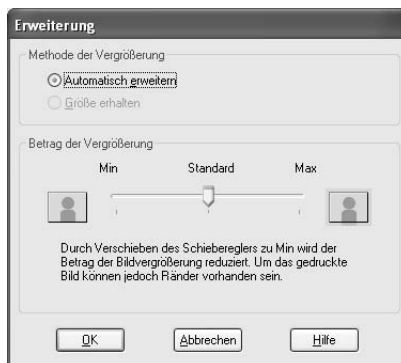 Erweiterung
Methode der Vergrößerung
Automatisch erweitern
Größe erhalten
Betrag der Vergrößerung
Min Standard Max
Durch Verschieben des Schiebereglers zu Min wird der
Betrag der Bildvergrößerung reduziert. Um das gedruckte
Bild können jedoch Ränder vorhanden sein.
OK Abbrechen Hilfe